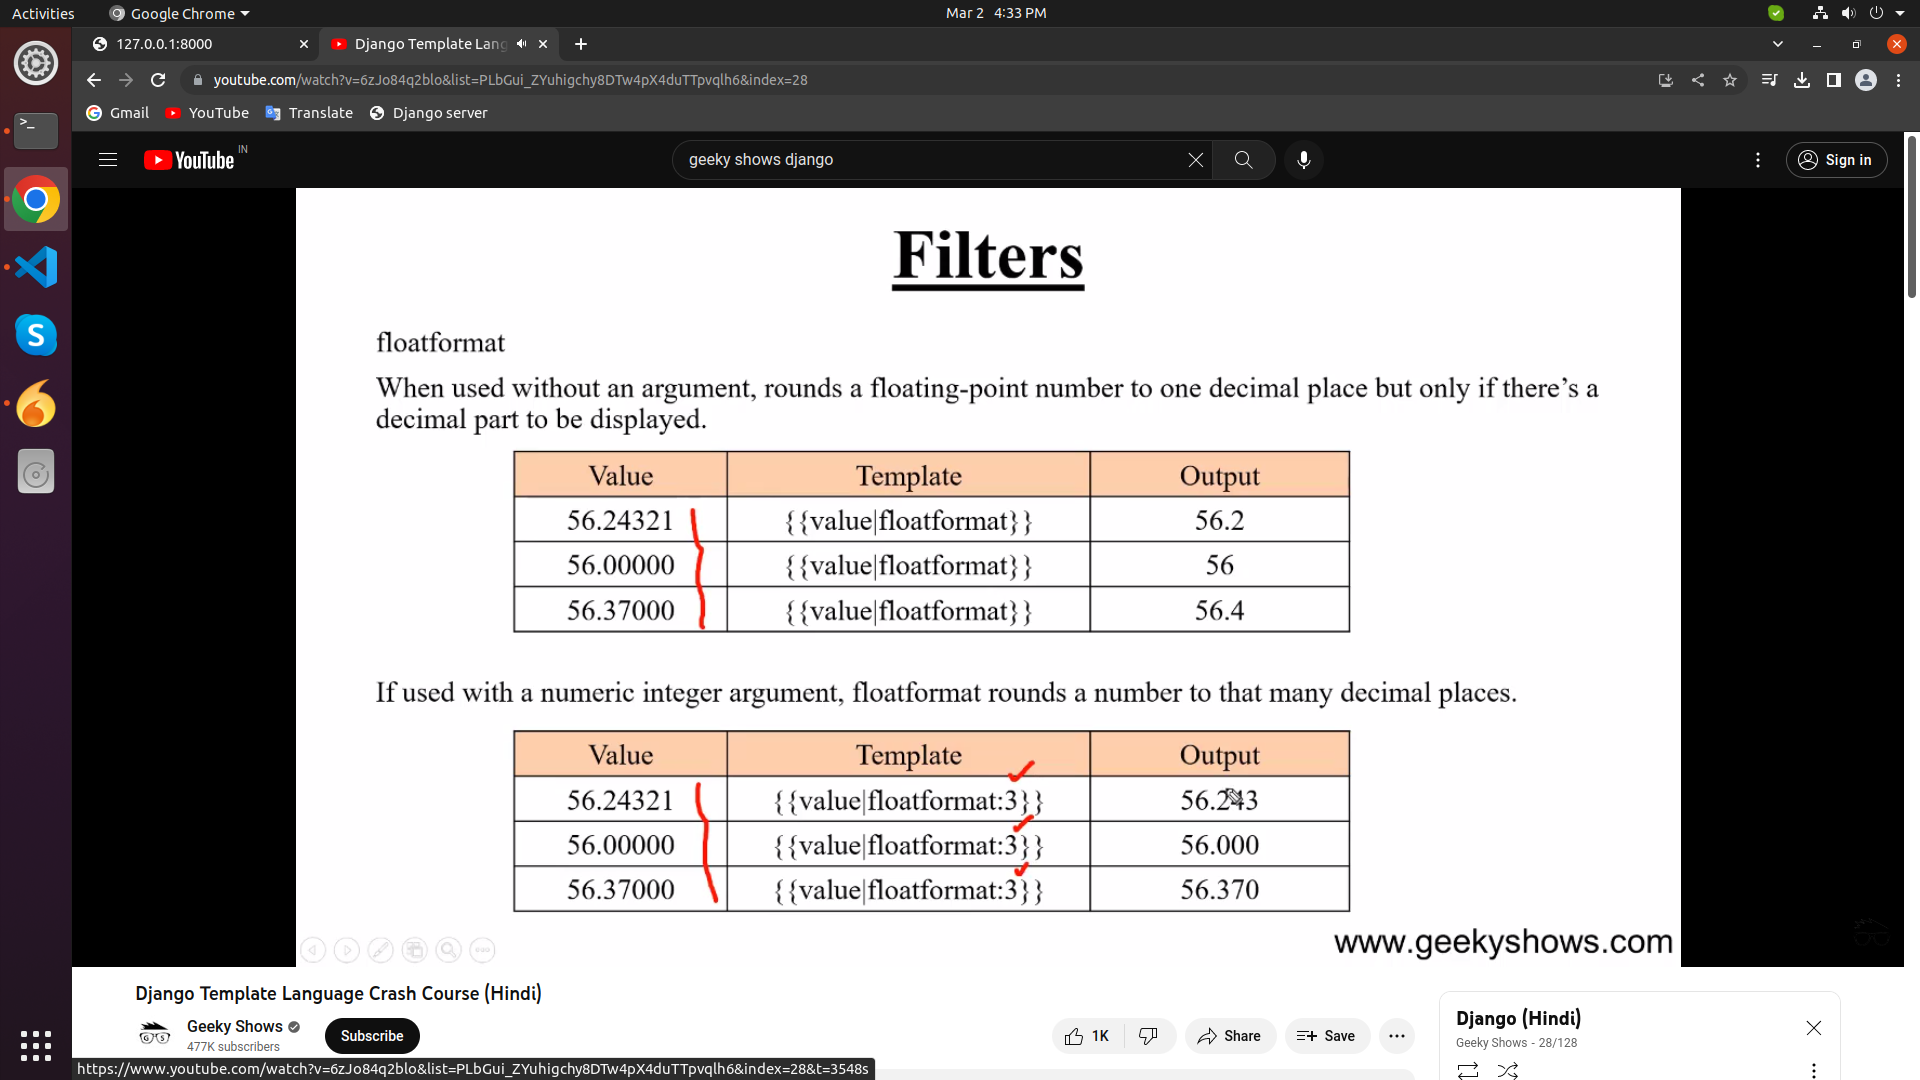 Activities
Google Chrome
Mar 2 4:33 PM
127.0.0.1:8000
Django Template Lang
youtube.com/watch?v=6zJo84q2blo&list=PLbGui_ZYuhigchy8DTw4pX4duTTpvqlh6&index=28
Gmail
YouTube
Translate
Django server
YouTube IN
geeky shows django
Sign in
Filters
floatformat
When used without an argument, rounds a floating-point number to one decimal place but only if there’s a
decimal part to be displayed.
Value Template Output
56.24321 {{value|floatformat}} 56.2
56.00000 {{value|floatformat}} 56
56.37000 {{value|floatformat}} 56.4
If used with a numeric integer argument, floatformat rounds a number to that many decimal places.
Value Template Output
56.24321 {{value|floatformat:3}} 56.243
56.00000 {{value|floatformat:3}} 56.000
56.37000 {{value|floatformat:3}} 56.370
www.geekyshows.com
Django Template Language Crash Course (Hindi)
Geeky Shows
477K subscribers
Subscribe
1K
Share
Save
Django (Hindi)
Geeky Shows - 28/128
https://www.youtube.com/watch?v=6zJo84q2blo&list=PLbGui_ZYuhigchy8DTw4pX4duTTpvqlh6&index=28&t=3548s